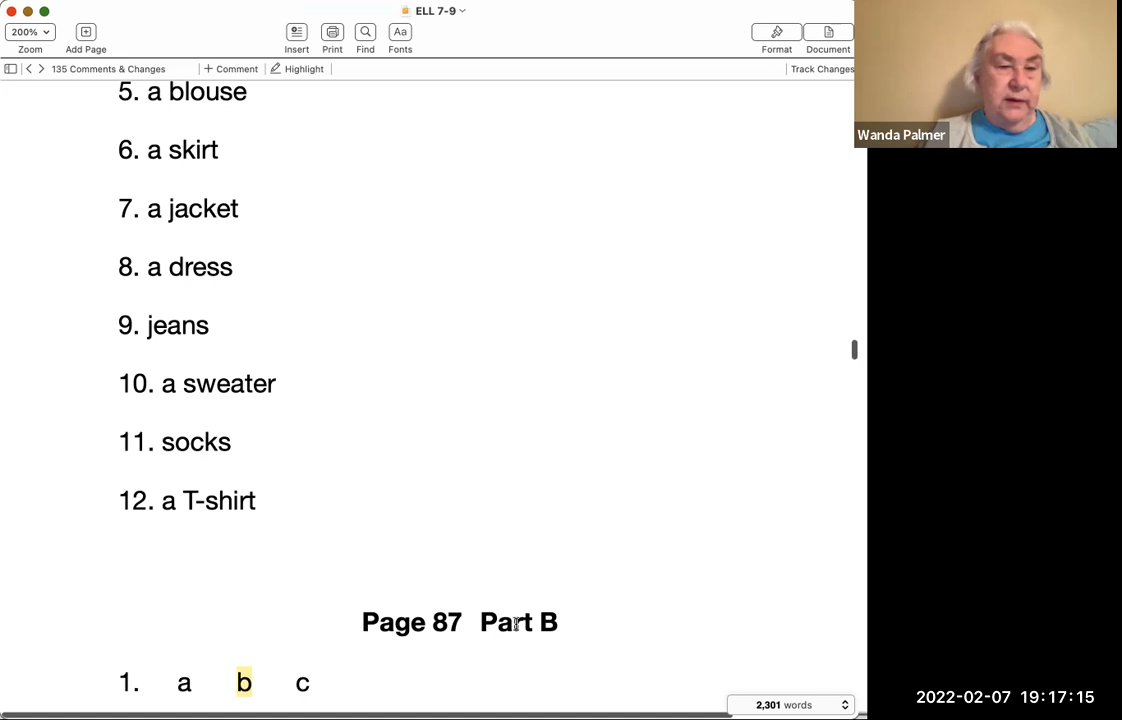 ELL 7-9
200%
Zoom
Add Page
Insert
Print
Find
Aa
Fonts
Format
Document
135 Comments & Changes
+ Comment
Highlight
Track Changes
Wanda Palmer
5. a blouse
6. a skirt
7. a jacket
8. a dress
9. jeans
10. a sweater
11. socks
12. a T-shirt
Page 87 Part B
1. a b c
2,301 words
2022-02-07 19:17:15